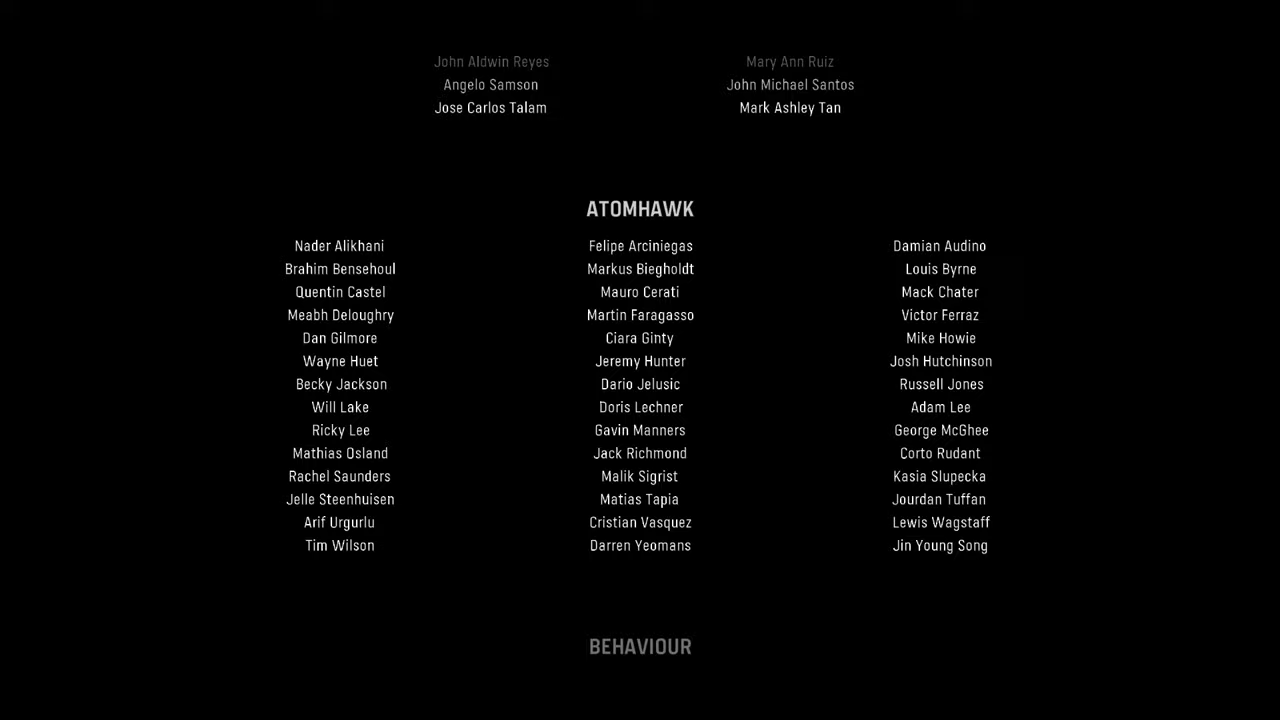 John Aldwin Reyes Mary Ann Ruiz
Angelo Samson John Michael Santos
Jose Carlos Talam Mark Ashley Tan
ATOMHAWK
Nader Alikhani Felipe Arciniegas Damian Audino
Brahim Bensehoul Markus Biegholdt Louis Byrne
Quentin Castel Mauro Cerati Mack Chater
Meabh Deloughry Martin Faragasso Victor Ferraz
Dan Gilmore Ciara Ginty Mike Howie
Wayne Huet Jeremy Hunter Josh Hutchinson
Becky Jackson Dario Jelusic Russell Jones
Will Lake Doris Lechner Adam Lee
Ricky Lee Gavin Manners George McGhee
Mathias Osland Jack Richmond Corto Rudant
Rachel Saunders Malik Sigrist Kasia Slupecka
Jelle Steenhuisen Matias Tapia Jourdan Tuffan
Arif Urgurlu Cristian Vasquez Lewis Wagstaff
Tim Wilson Darren Yeomans Jin Young Song
BEHAVIOUR